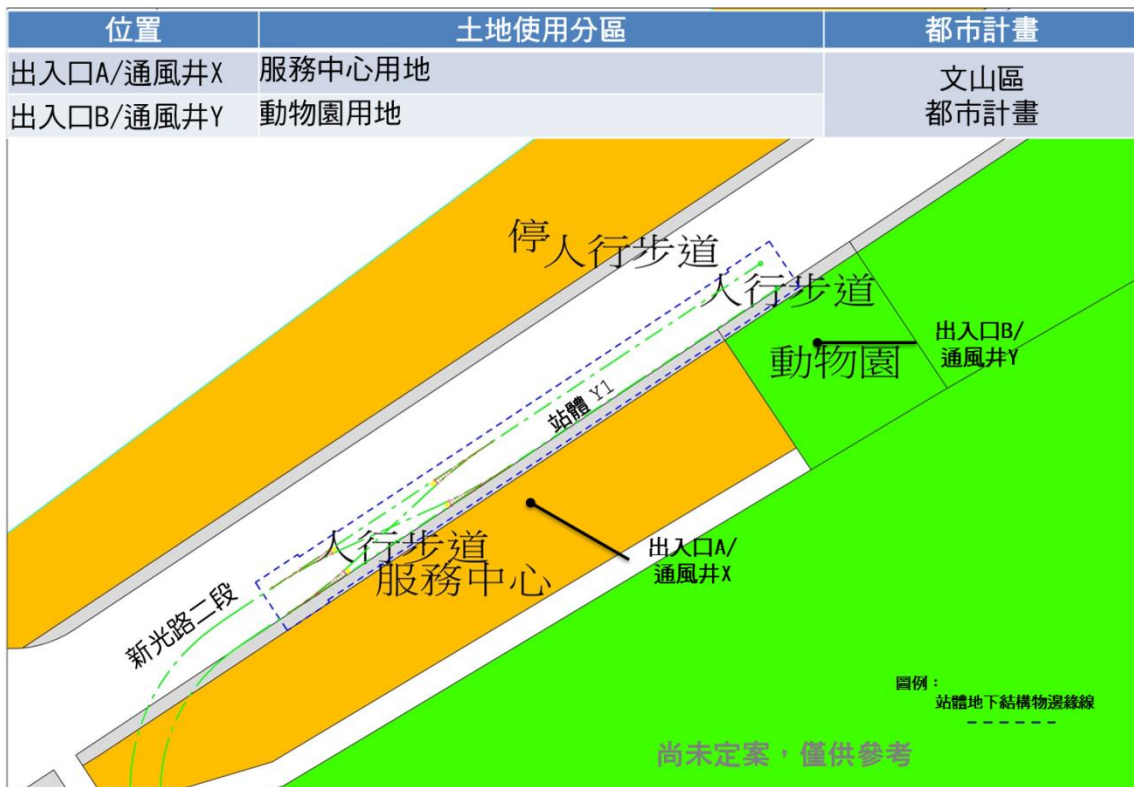 位置 土地使用分區 都市計畫
出入口A/通風井X 服務中心用地 文山區
都市計畫
出入口B/通風井Y 動物園用地
停
人行步道
人行步道
出入口B/
通風井Y
動物園
站體 Y1
人行步道
服務中心
出入口A/
通風井X
新光路二段
圖例：
站體地下結構物邊緣線
尚未定案，僅供參考